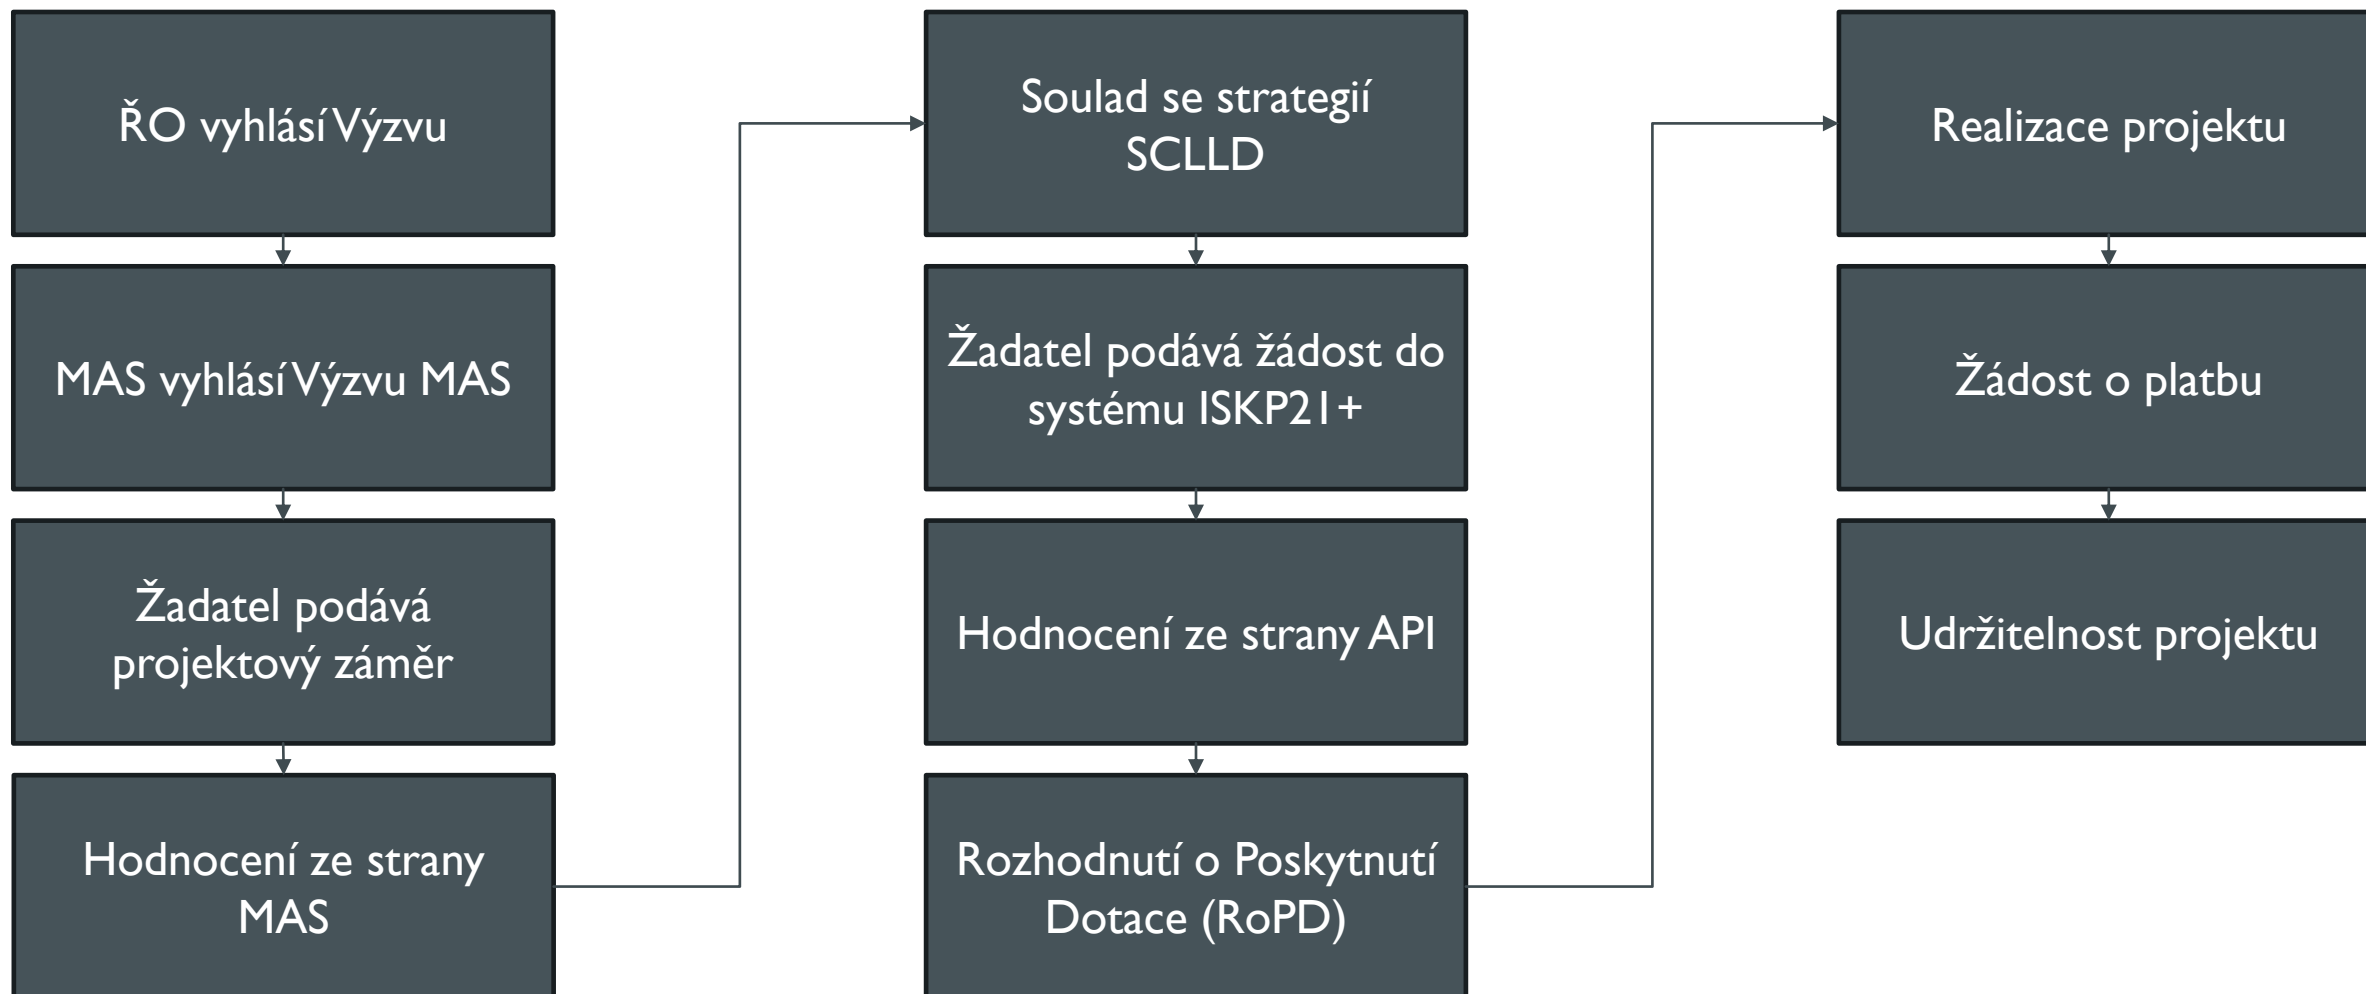 ŘO vyhlásí Výzvu
MAS vyhlásí Výzvu MAS
Žadatel podává
projektový záměr
Hodnocení ze strany
MAS
Soulad se strategií
SCLLD
Žadatel podává žádost do
systému ISKP21+
Hodnocení ze strany API
Rozhodnutí o Poskytnutí
Dotace (RoPD)
Realizace projektu
Žádost o platbu
Udržitelnost projektu